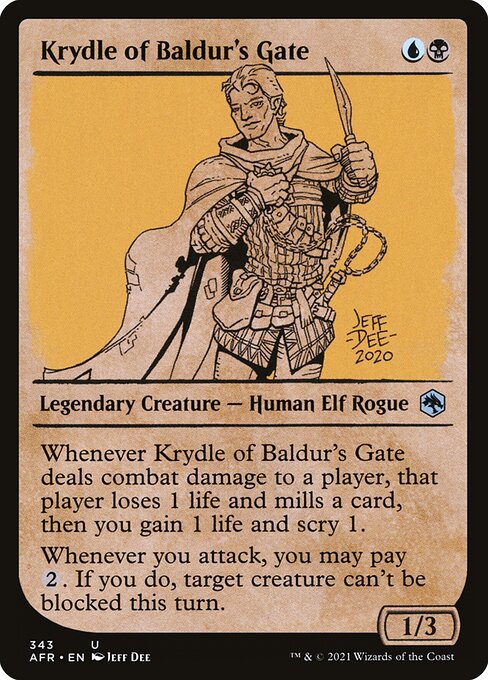 Krydle of Baldur's Gate
JEFF
-DEE-
2020
Legendary Creature — Human Elf Rogue
Whenever Krydle of Baldur's Gate
deals combat damage to a player, that
player loses 1 life and mills a card,
then you gain 1 life and scry 1.
Whenever you attack, you may pay
2. If you do, target creature can't be
blocked this turn.
1/3
343 U
AFR • EN Jeff Dee
™ & © 2021 Wizards of the Coast